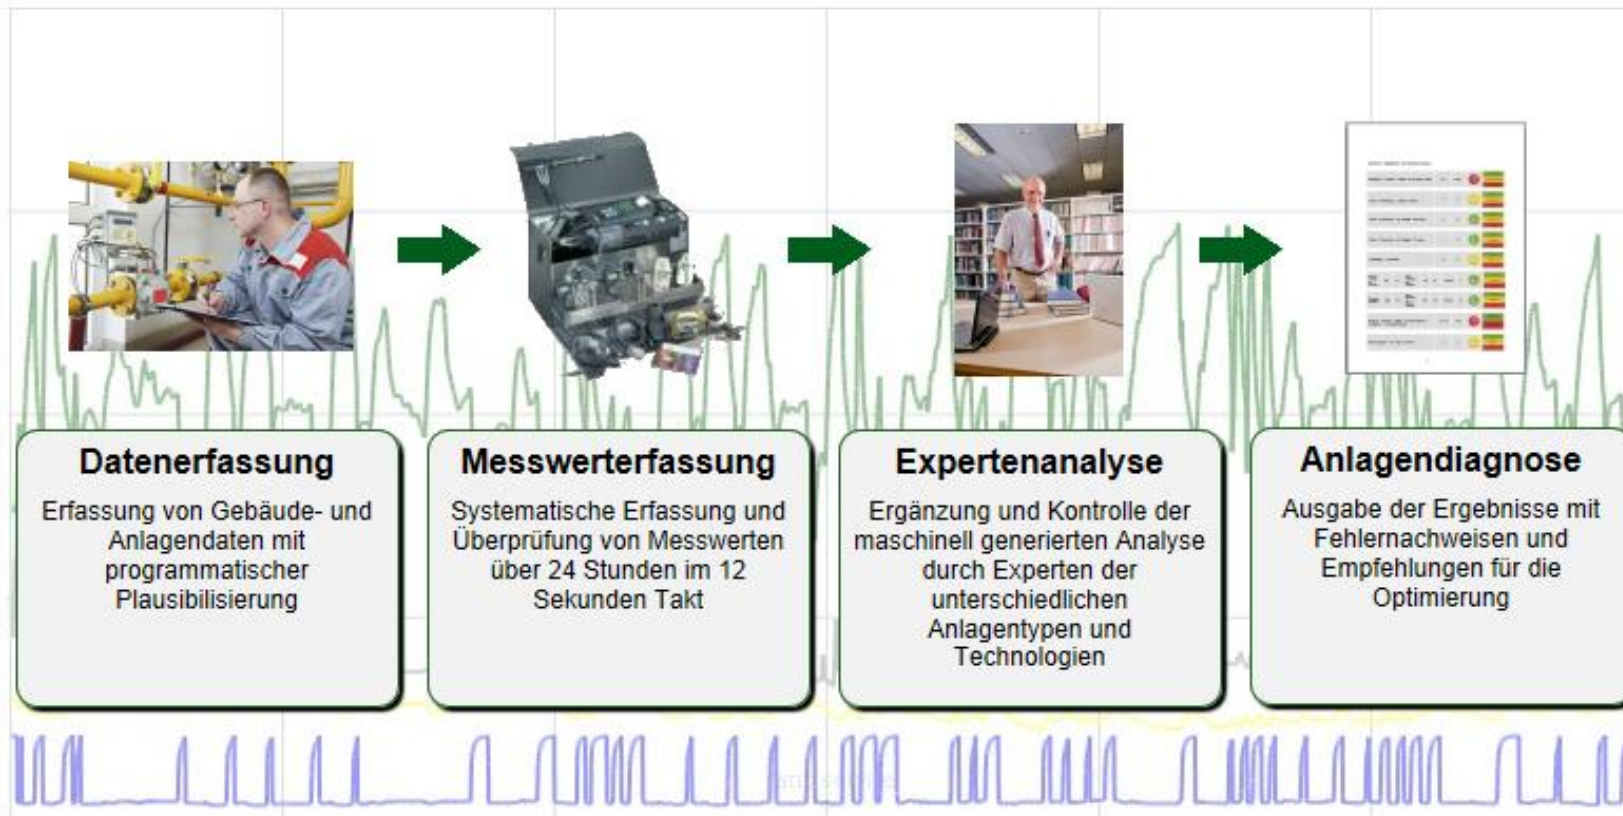 Datenerfassung
Erfassung von Gebäude- und
Anlagendaten mit
programmatischer
Plausibilisierung
Messwerterfassung
Systematische Erfassung und
Überprüfung von Messwerten
über 24 Stunden im 12
Sekunden Takt
Expertenanalyse
Ergänzung und Kontrolle der
maschinell generierten Analyse
durch Experten der
unterschiedlichen
Anlagentypen und
Technologien
Anlagendiagnose
Ausgabe der Ergebnisse mit
Fehlernachweisen und
Empfehlungen für die
Optimierung